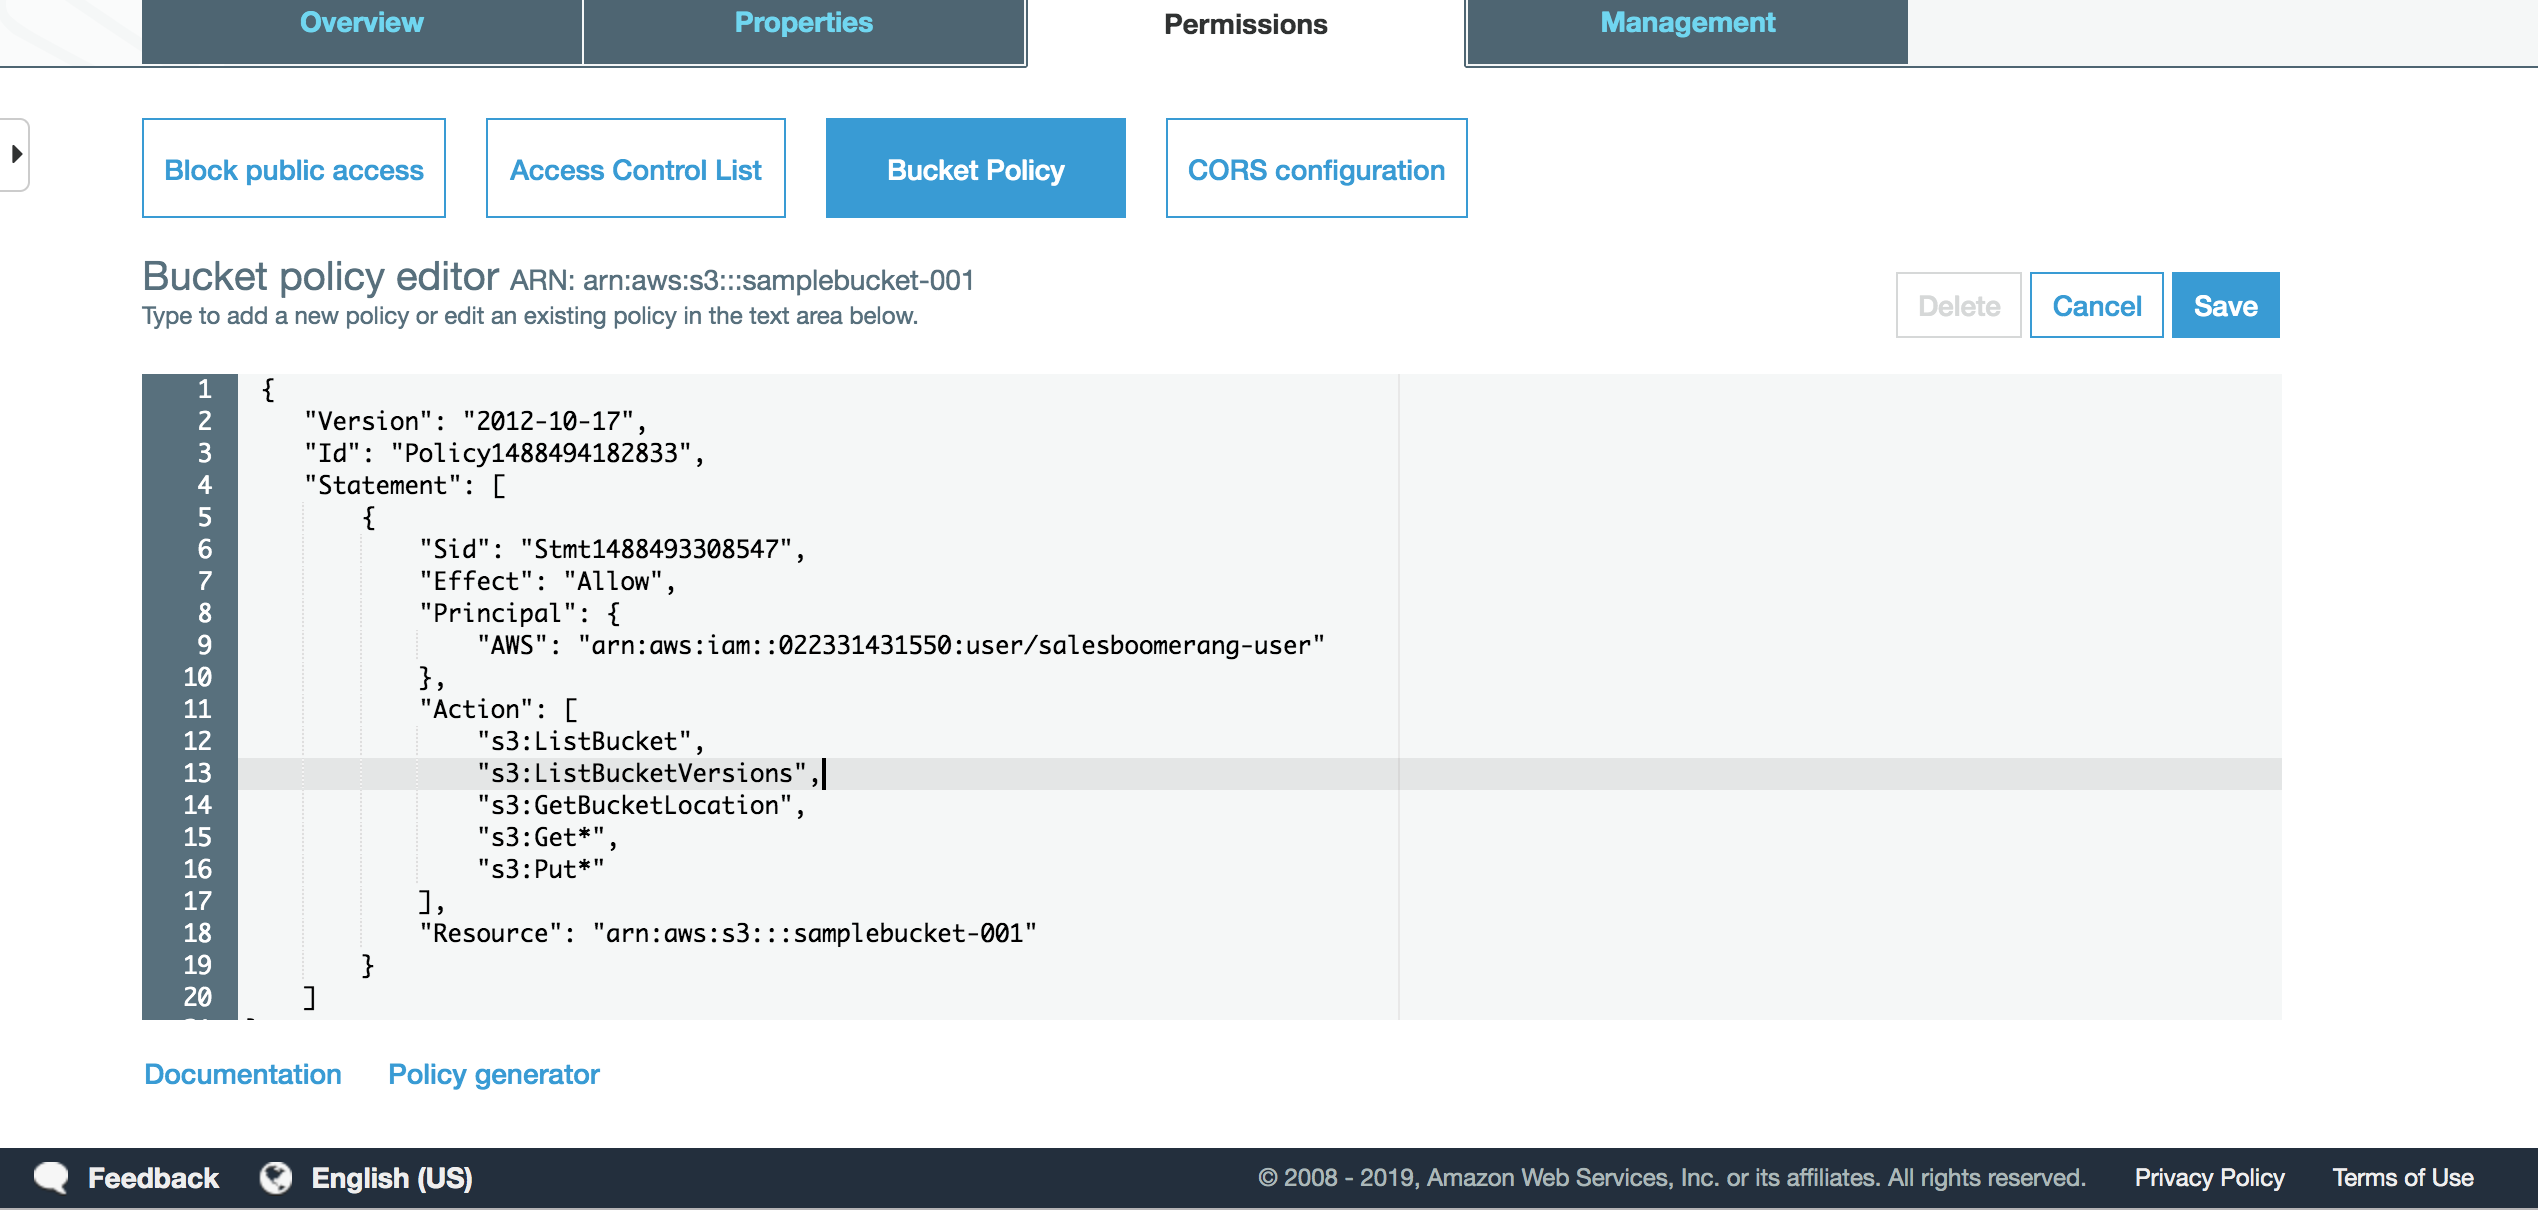 Overview Properties Permissions Management
Block public access Access Control List Bucket Policy CORS configuration
Bucket policy editor ARN: arn:aws:s3:::samplebucket-001
Type to add a new policy or edit an existing policy in the text area below.
Delete Cancel Save
1 {
2 "Version": "2012-10-17",
3 "Id": "Policy1488494182833",
4 "Statement": [
5 {
6 "Sid": "Stmt1488493308547",
7 "Effect": "Allow",
8 "Principal": {
9 "AWS": "arn:aws:iam::022331431550:user/salesboomerang-user"
10 },
11 "Action": [
12 "s3:ListBucket",
13 "s3:ListBucketVersions",
14 "s3:GetBucketLocation",
15 "s3:Get*",
16 "s3:Put*"
17 ],
18 "Resource": "arn:aws:s3:::samplebucket-001"
19 }
20 ]
Documentation Policy generator
Feedback English (US) © 2008 - 2019, Amazon Web Services, Inc. or its affiliates. All rights reserved. Privacy Policy Terms of Use